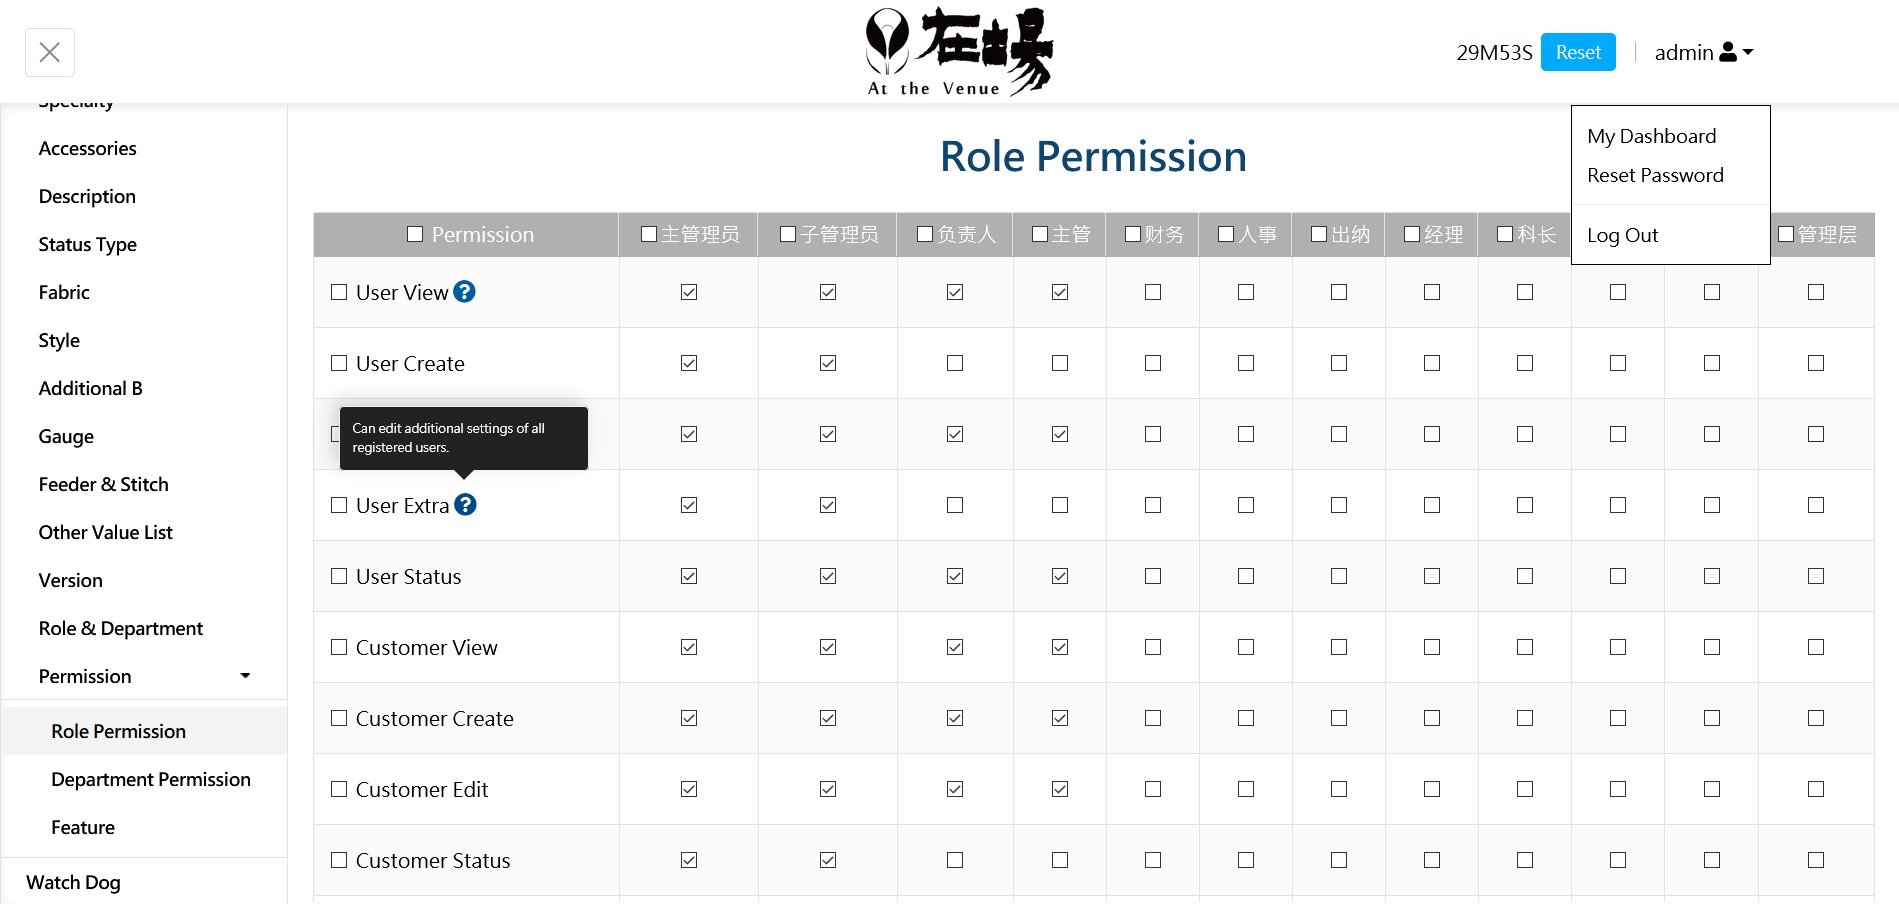 在場
At the Venue
29M53S
Reset
admin
My Dashboard
Reset Password
Log Out
Accessories
Description
Status Type
Fabric
Style
Additional B
Gauge
Feeder & Stitch
Other Value List
Version
Role & Department
Permission
Role Permission
Department Permission
Feature
Watch Dog
Role Permission
Permission 主管理员 子管理员 负责人 主管 财务 人事 出纳 经理 科长 管理层
User View
User Create
Can edit additional settings of all
registered users.
User Extra
User Status
Customer View
Customer Create
Customer Edit
Customer Status